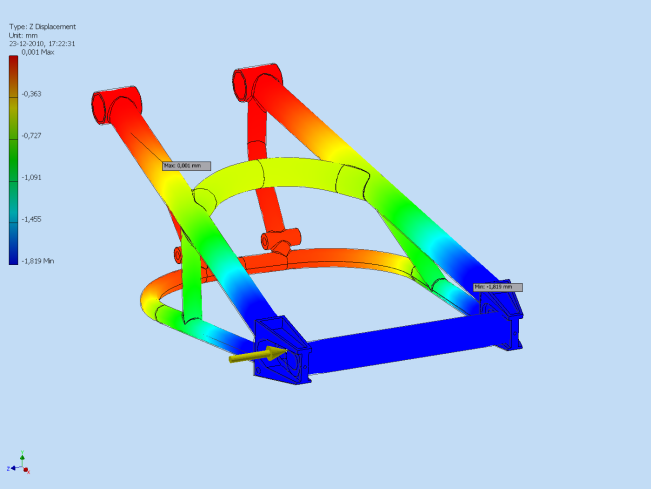 Type: Z Displacement
Unit: mm
23-12-2010, 17:22:31
0,001 Max
-0,363
-0,727
-1,091
-1,455
-1,819 Min
Max: 0,001 mm
Min: -1,819 mm
Y
Z
X